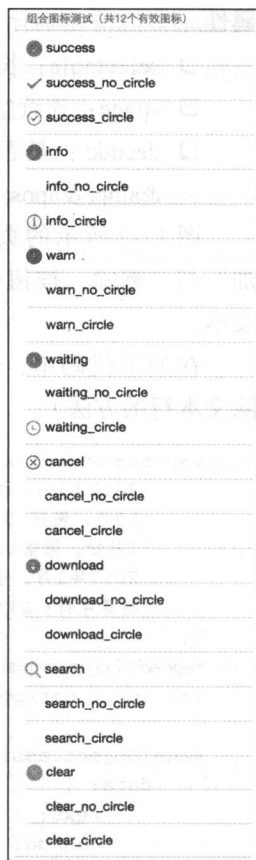 组合图标测试（共12个有效图标）
success
success_no_circle
success_circle
info
info_no_circle
info_circle
warn
warn_no_circle
warn_circle
waiting
waiting_no_circle
waiting_circle
cancel
cancel_no_circle
cancel_circle
download
download_no_circle
download_circle
search
search_no_circle
search_circle
clear
clear_no_circle
clear_circle